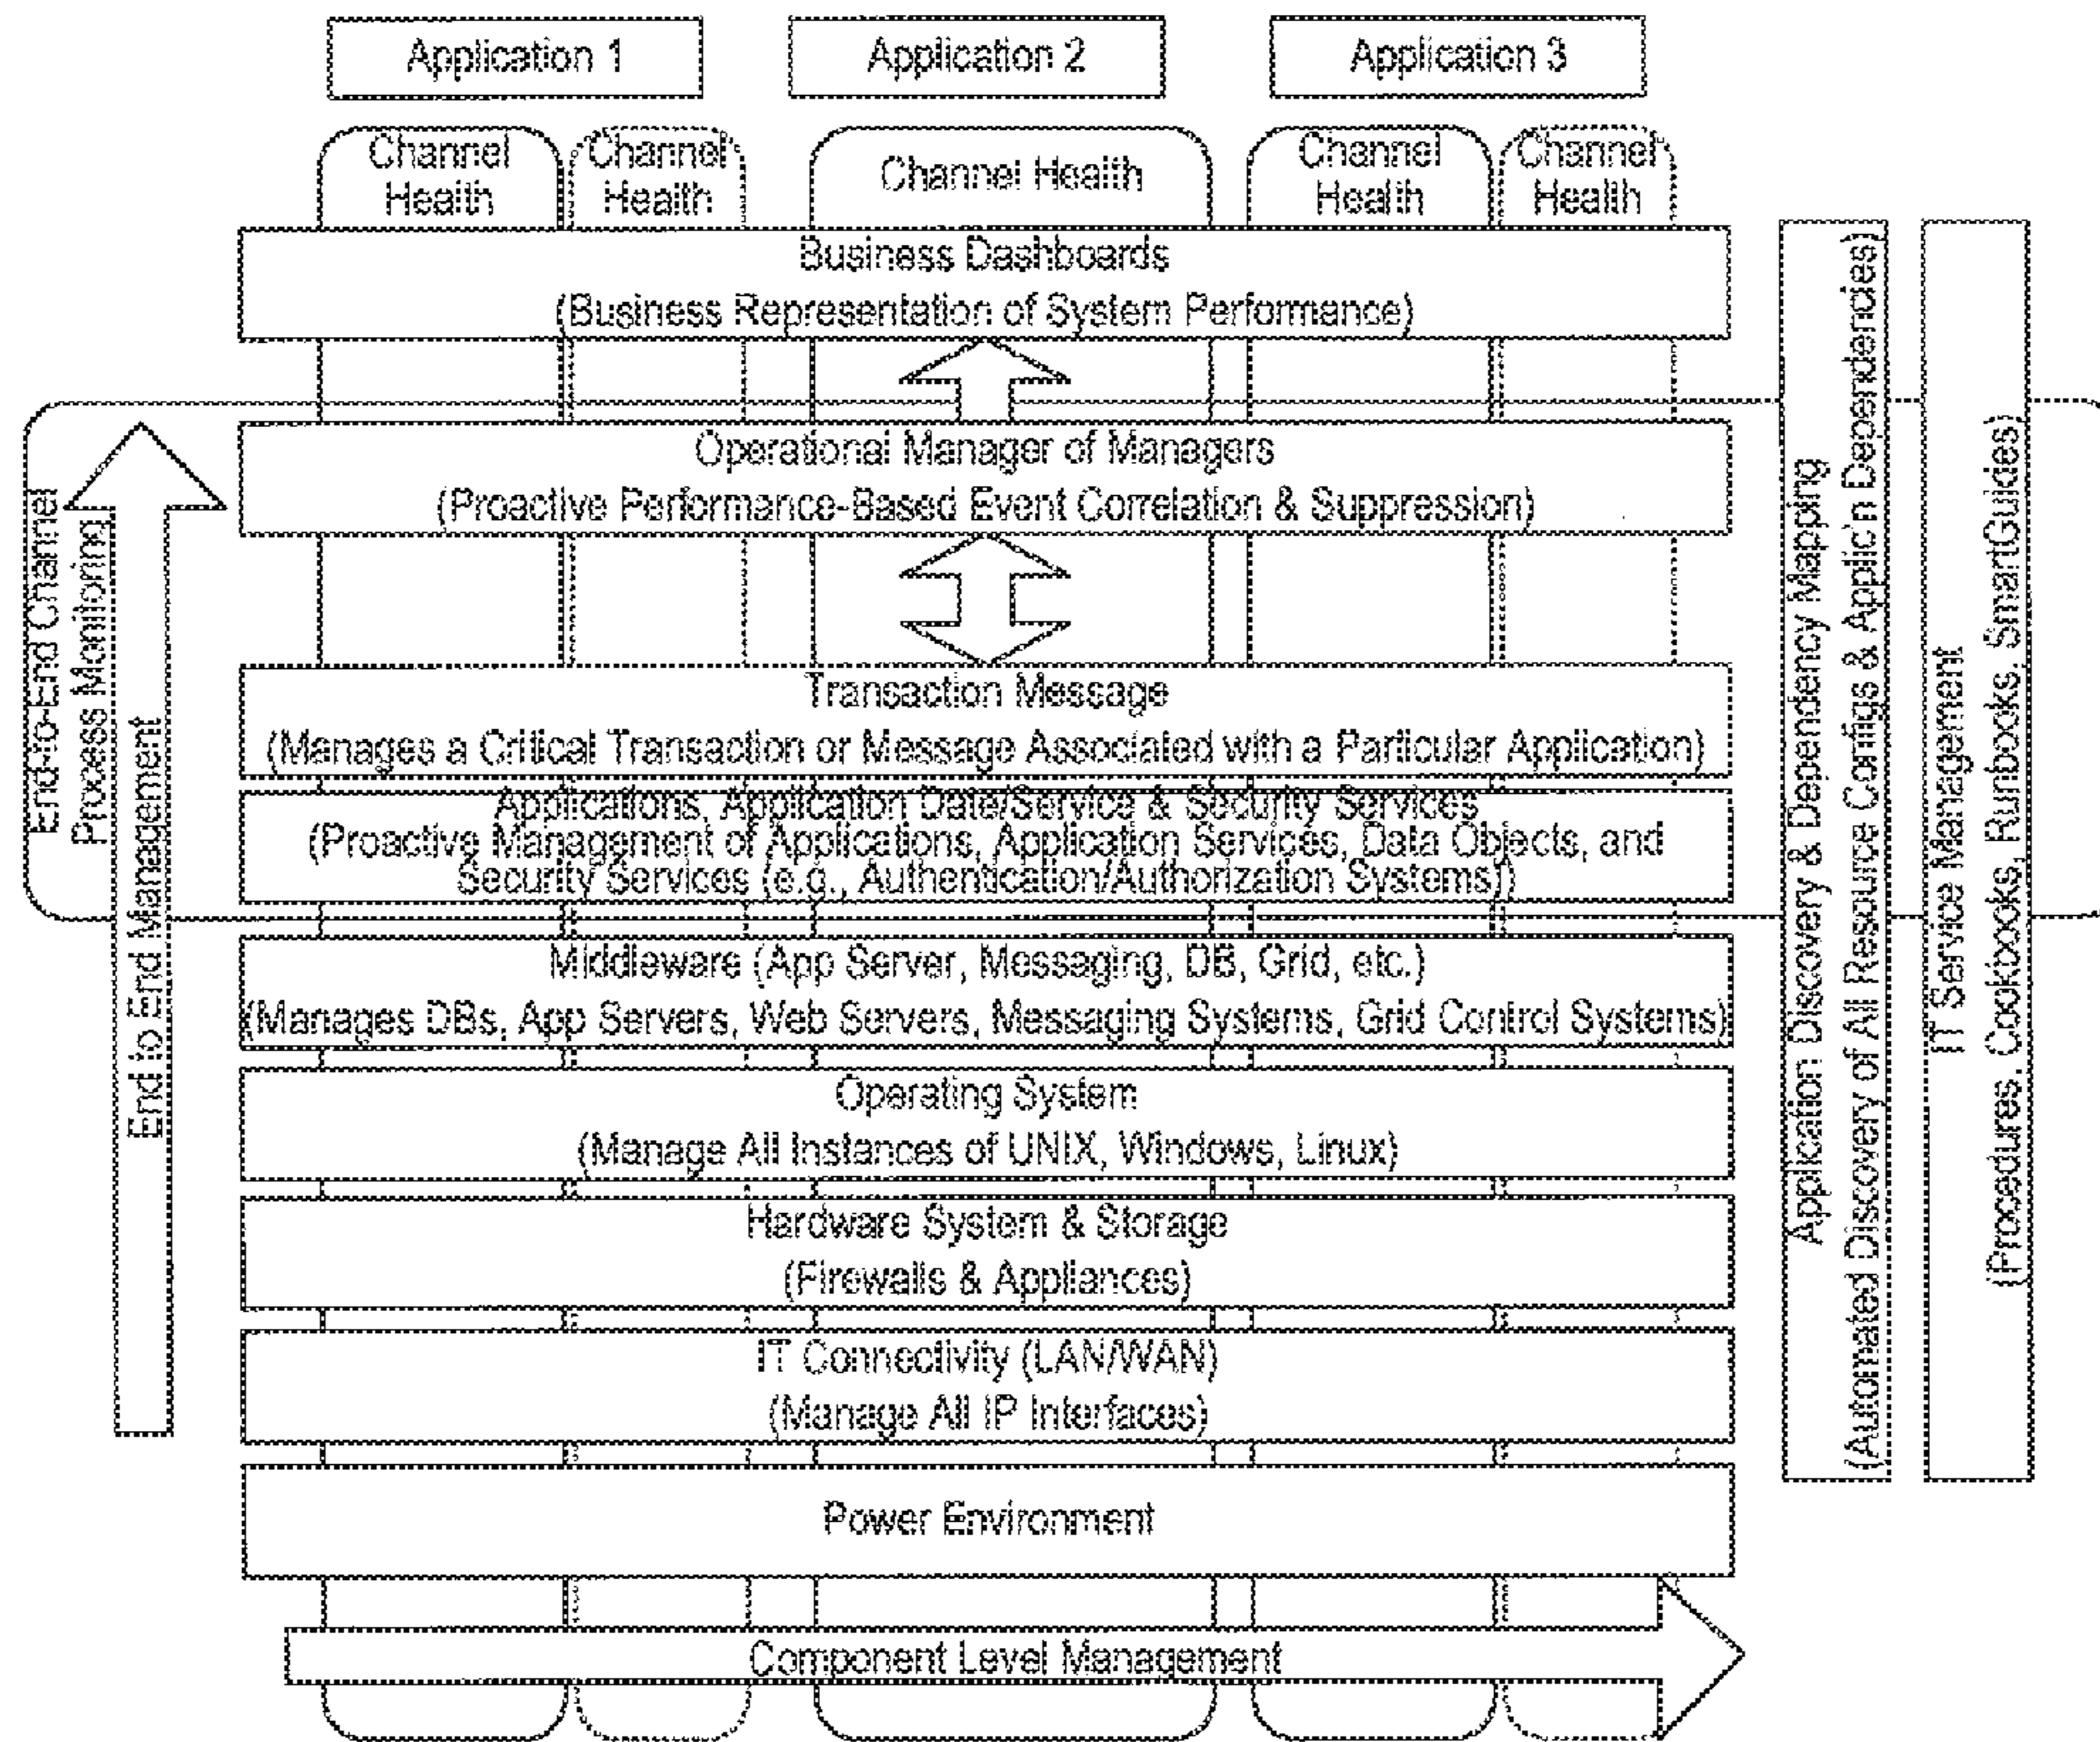 Application 1
Application 2
Application 3
Channel
Health
Channel
Health
Channel Health
Channel
Health
Channel
Health
Business Dashboards
(Business Representation of System Performance)
Operational Manager of Managers
(Proactive Performance-Based Event Correlation & Suppression)
Transaction Message
(Manages a Critical Transaction or Message Associated with a Particular Application)
Applications, Application Date/Service & Security Services
(Proactive Management of Applications, Application Services, Data Objects, and
Security Services (e.g., Authentication/Authorization Systems))
Middleware (App Server, Messaging, DB, Grid, etc.)
(Manages DBs, App Servers, Web Servers, Messaging Systems, Grid Control Systems)
Operating System
(Manage All Instances of UNIX, Windows, Linux)
Hardware System & Storage
(Firewalls & Appliances)
IT Connectivity (LAN/WAN)
(Manage All IP Interfaces)
Power Environment
Component Level Management
End-to-End Channel
Process Monitoring
End to End Management
Application Discovery & Dependency Mapping
(Automated Discovery of All Resource Configs & Applic'n Dependencies)
IT Service Management
(Procedures, Cookbooks, Runbooks, SmartGuides)